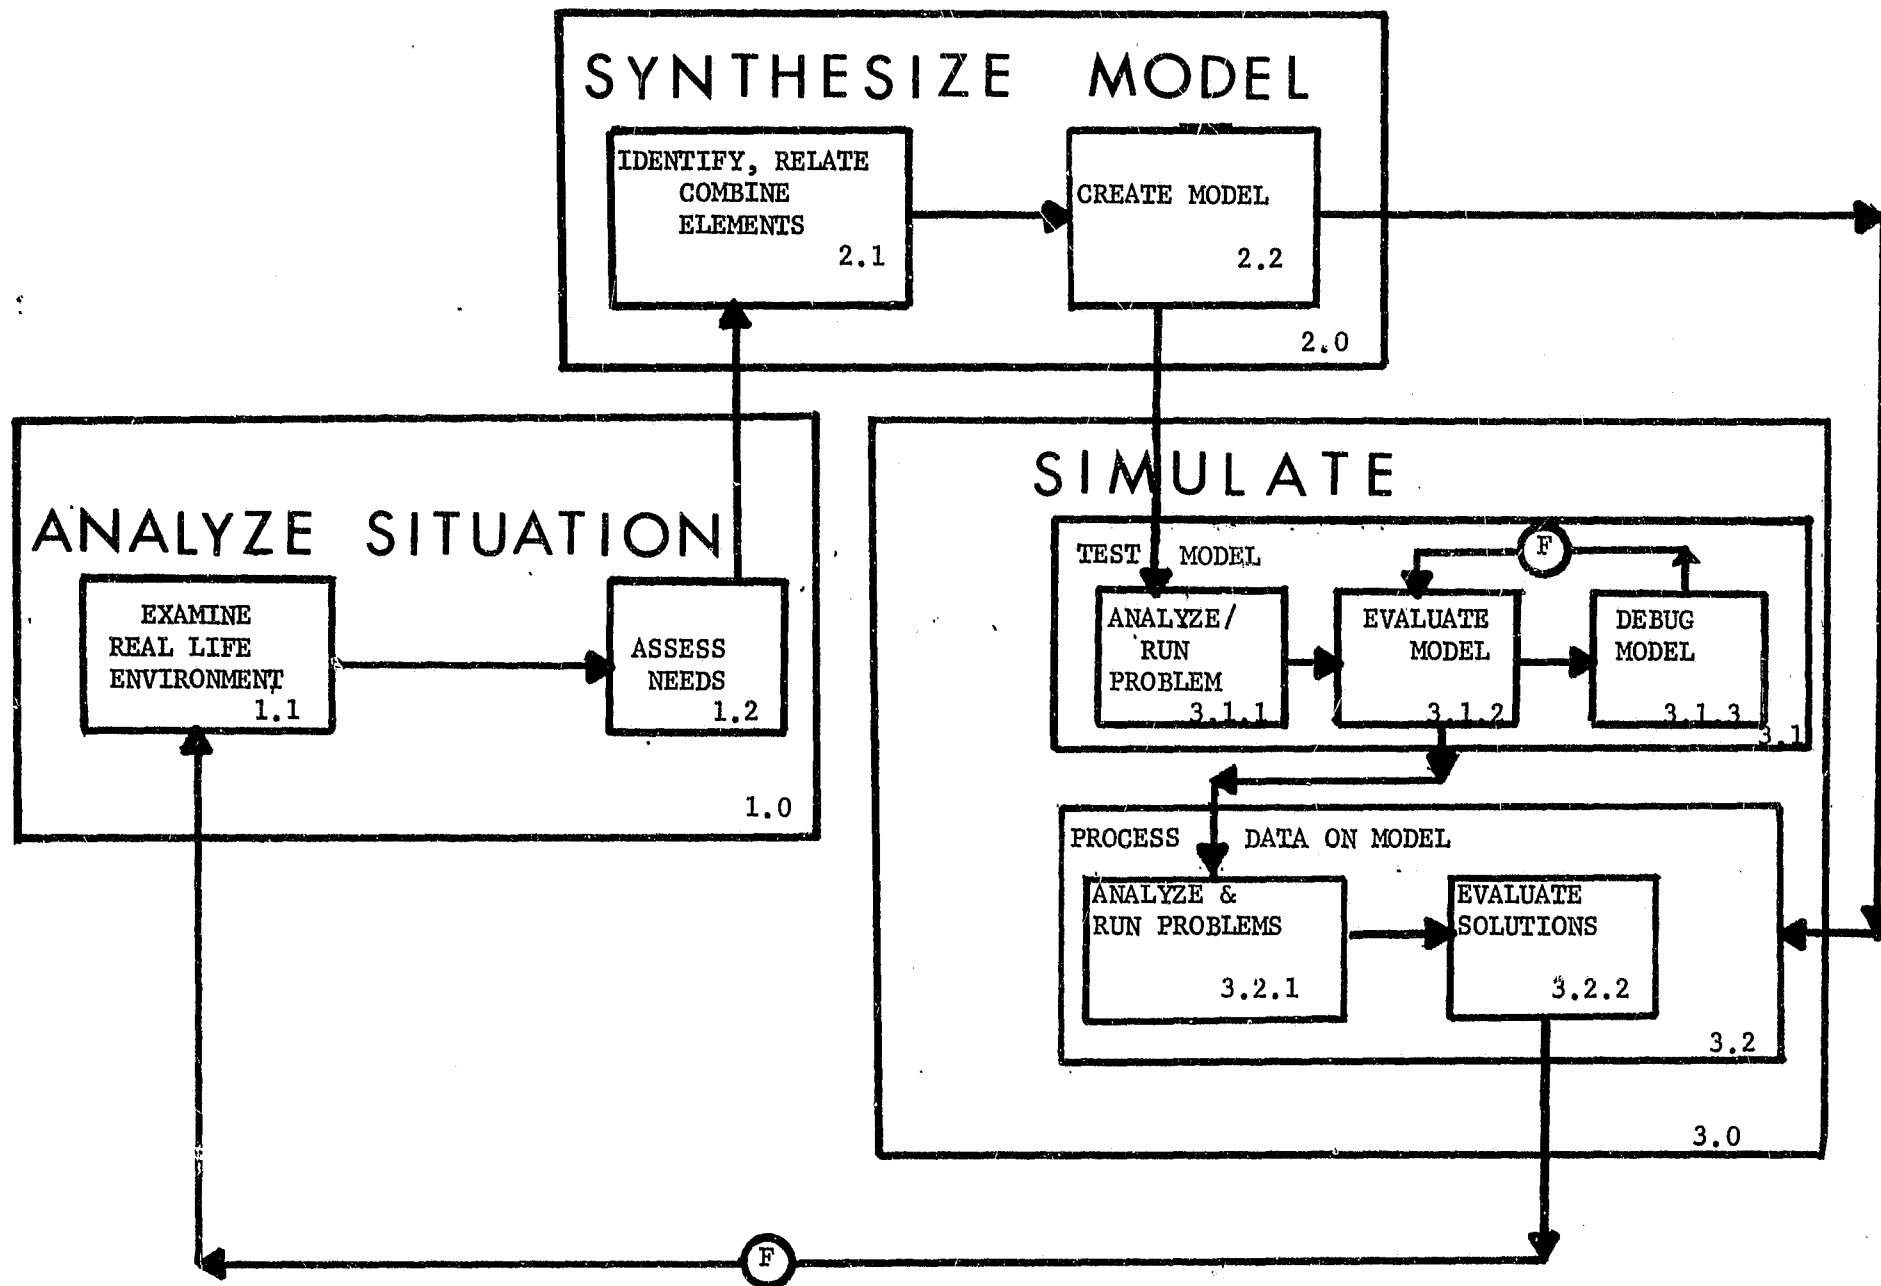 SYNTHESIZE MODEL
IDENTIFY, RELATE
COMBINE
ELEMENTS
2.1
CREATE MODEL
2.2
2.0
ANALYZE SITUATION
EXAMINE
REAL LIFE
ENVIRONMENT
1.1
ASSESS
NEEDS
1.2
1.0
SIMULATE
TEST MODEL
F
ANALYZE/
RUN
PROBLEM
3.1.1
EVALUATE
MODEL
3.1.2
DEBUG
MODEL
3.1.3
3.1
PROCESS DATA ON MODEL
ANALYZE &
RUN PROBLEMS
3.2.1
EVALUATE
SOLUTIONS
3.2.2
3.2
3.0
F